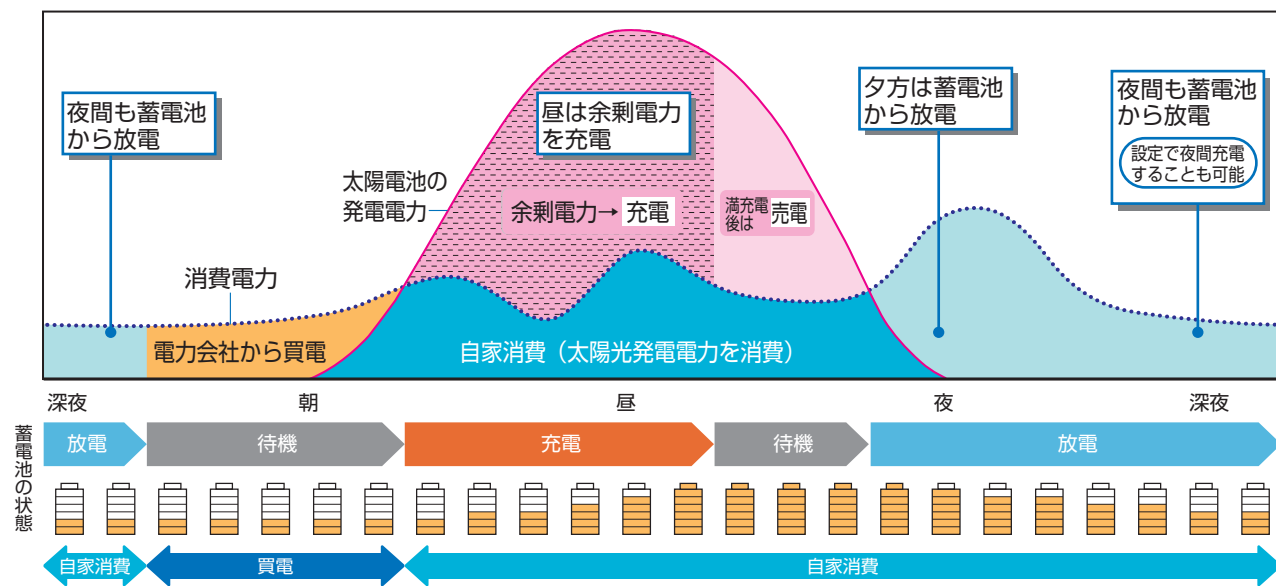 夜間も蓄電池
から放電
昼は余剰電力
を充電
夕方は蓄電池
から放電
夜間も蓄電池
から放電
設定で夜間充電
することも可能
太陽電池の
発電電力
余剰電力→ 充電
満充電
後は
売電
消費電力
電力会社から買電
自家消費（太陽光発電電力を消費）
深夜
朝
昼
夜
深夜
蓄電池の状態
放電
待機
充電
待機
放電
自家消費
買電
自家消費